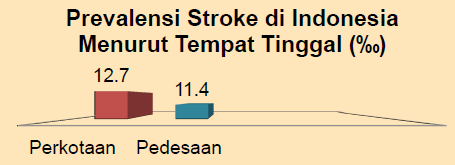 Prevalensi Stroke di Indonesia
Menurut Tempat Tinggal (‰)
12.7
11.4
Perkotaan Pedesaan